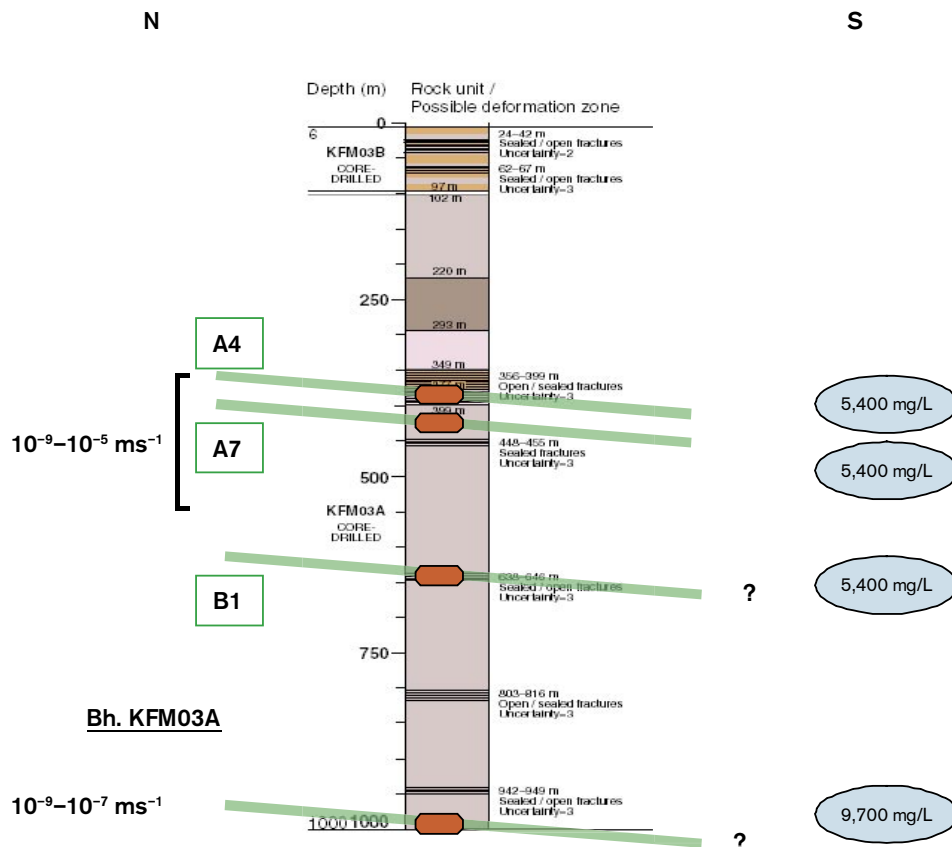 N
S
Depth (m)
Rock unit /
Possible deformation zone
0
6
24–42 m
Sealed / open fractures
Uncertainty=2
KFM03B
CORE-
DRILLED
62–67 m
Sealed / open fractures
Uncertainty=3
97 m
102 m
220 m
250
293 m
A4
349 m
356–399 m
Open / sealed fractures
Uncertainty=3
5,400 mg/L
399 m
10⁻⁹–10⁻⁵ ms⁻¹
A7
448–455 m
Sealed fractures
Uncertainty=3
5,400 mg/L
500
KFM03A
CORE-
DRILLED
638–646 m
Sealed / open fractures
Uncertainty=3
B1
?
5,400 mg/L
750
803–816 m
Open / sealed fractures
Uncertainty=3
Bh. KFM03A
942–949 m
Sealed / open fractures
Uncertainty=3
10⁻⁹–10⁻⁷ ms⁻¹
1000 1000
?
9,700 mg/L